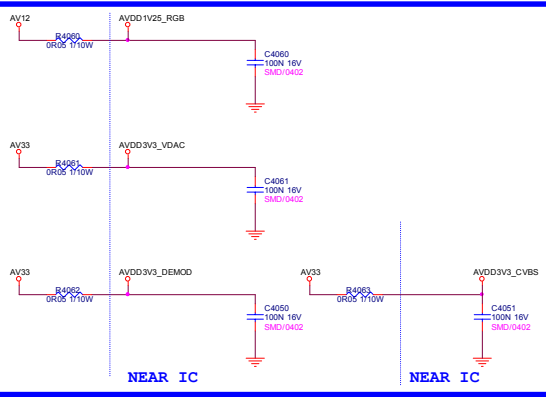 AV12
AVDD1V25_RGB
R4060
0R05 1/10W
C4060
100N 16V
SMD/0402
AV33
AVDD3V3_VDAC
R4061
0R05 1/10W
C4061
100N 16V
SMD/0402
AV33
AVDD3V3_DEMOD
AV33
AVDD3V3_CVBS
R4062
0R05 1/10W
R4063
0R05 1/10W
C4050
100N 16V
SMD/0402
C4051
100N 16V
SMD/0402
NEAR IC
NEAR IC